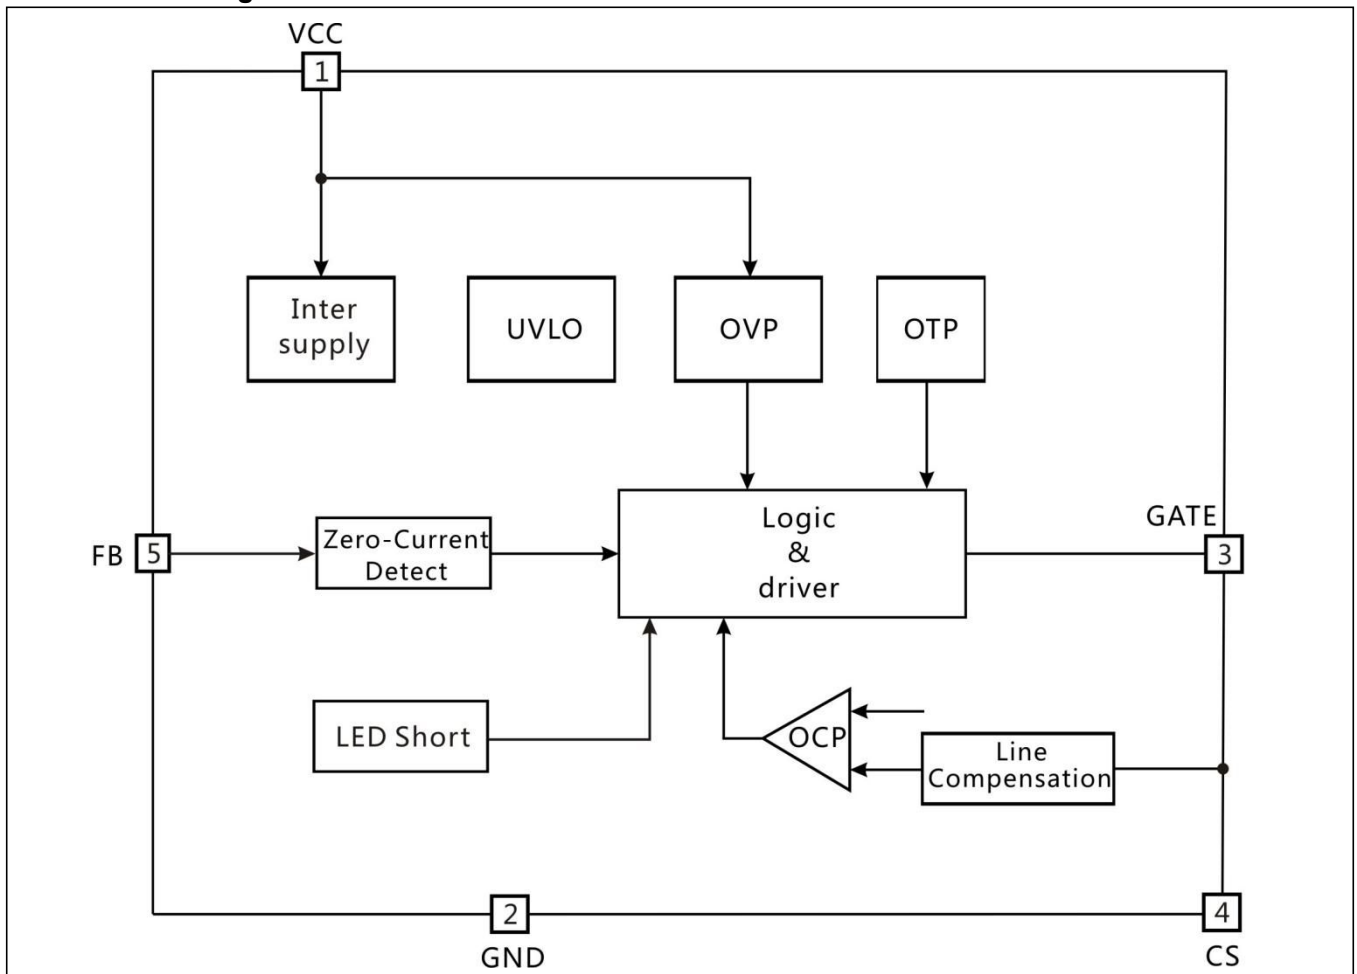 VCC
1
Inter
supply
UVLO
OVP
OTP
Logic
&
driver
GATE
3
FB
5
Zero-Current
Detect
LED Short
OCP
Line
Compensation
2
GND
4
CS